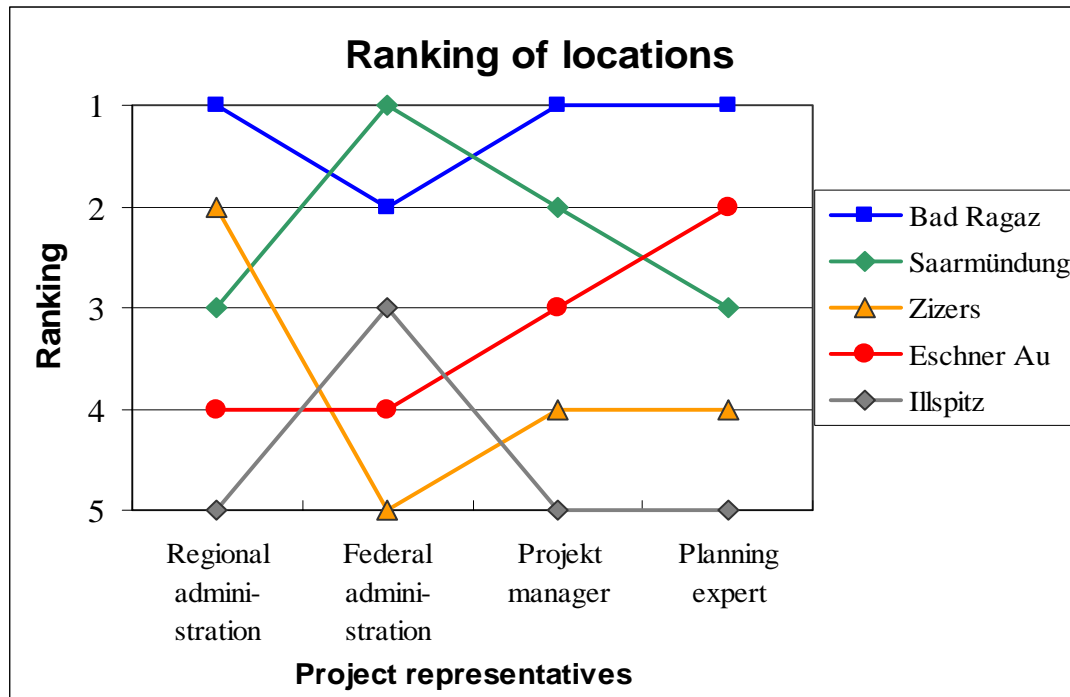 Ranking of locations
Ranking
1
2
3
4
5
Regional
admini-
stration
Federal
admini-
stration
Projekt
manager
Planning
expert
Project representatives
Bad Ragaz
Saarmündung
Zizers
Eschner Au
Illspitz